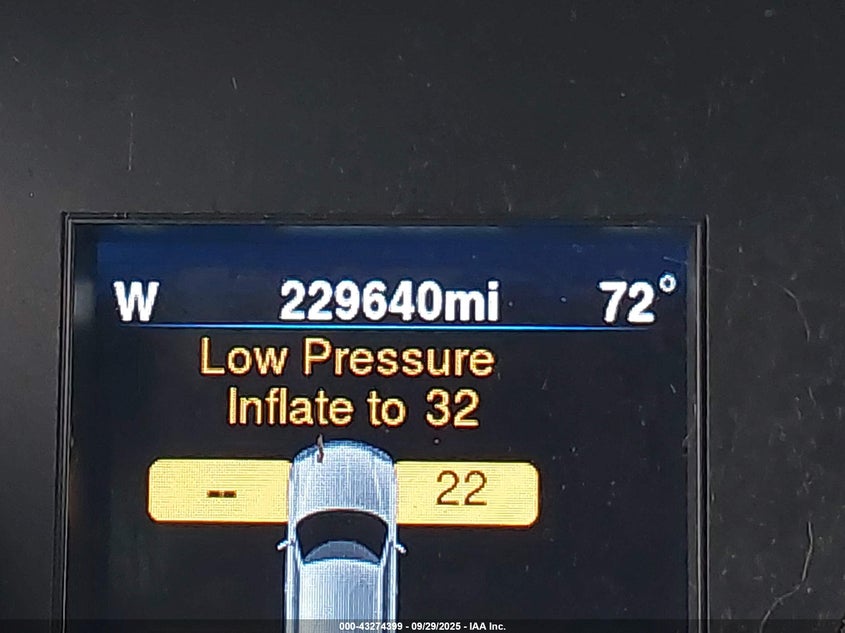 W 229640mi 72°
Low Pressure
Inflate to 32
-- 22
000-43274399 - 09/29/2025 - IAA Inc.